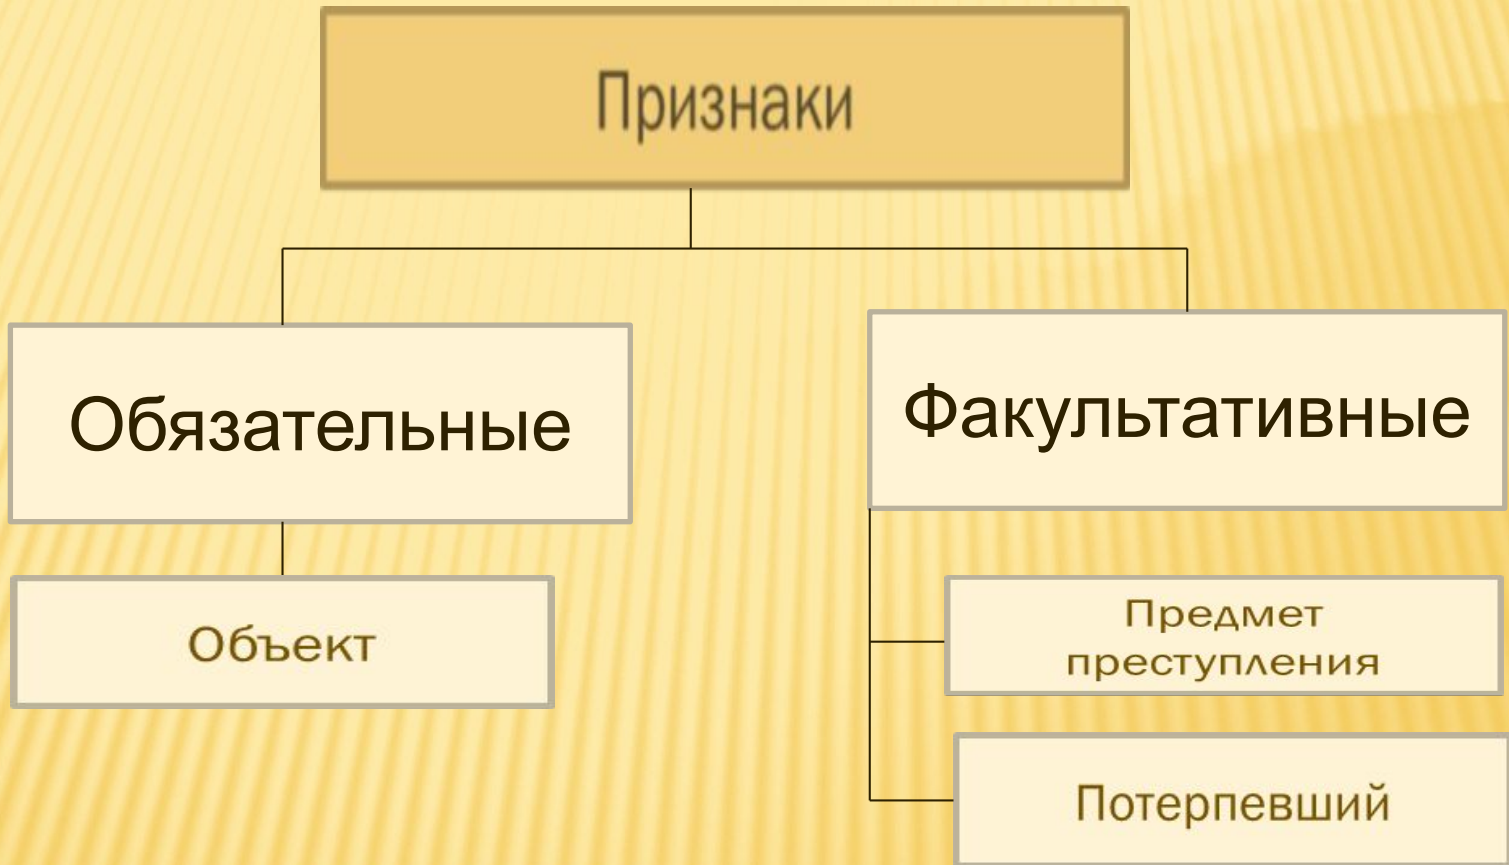 Признаки
Обязательные
Факультативные
Объект
Предмет
преступления
Потерпевший